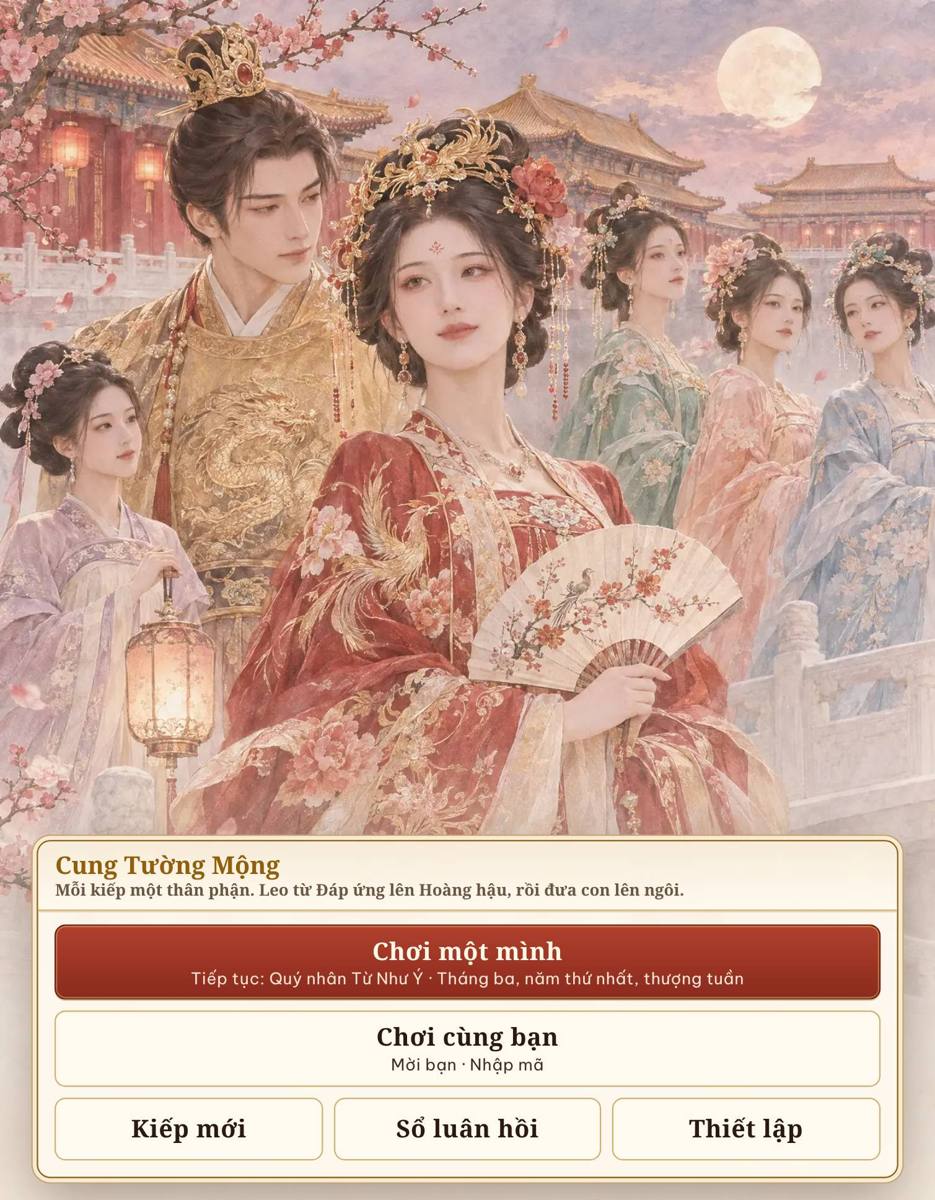 Cung Tường Mộng
Mỗi kiếp một thân phận. Leo từ Đáp ứng lên Hoàng hậu, rồi đưa con lên ngôi.
Chơi một mình
Tiếp tục: Quý nhân Từ Như Ý · Tháng ba, năm thứ nhất, thượng tuần
Chơi cùng bạn
Mời bạn · Nhập mã
Kiếp mới
Sổ luân hồi
Thiết lập